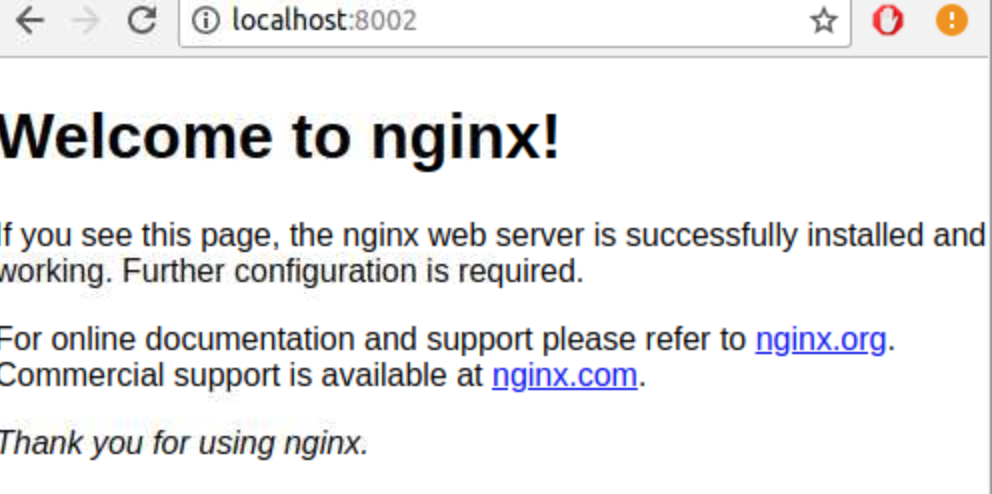 localhost:8002
Welcome to nginx!
If you see this page, the nginx web server is successfully installed and
working. Further configuration is required.
For online documentation and support please refer to nginx.org.
Commercial support is available at nginx.com.
Thank you for using nginx.